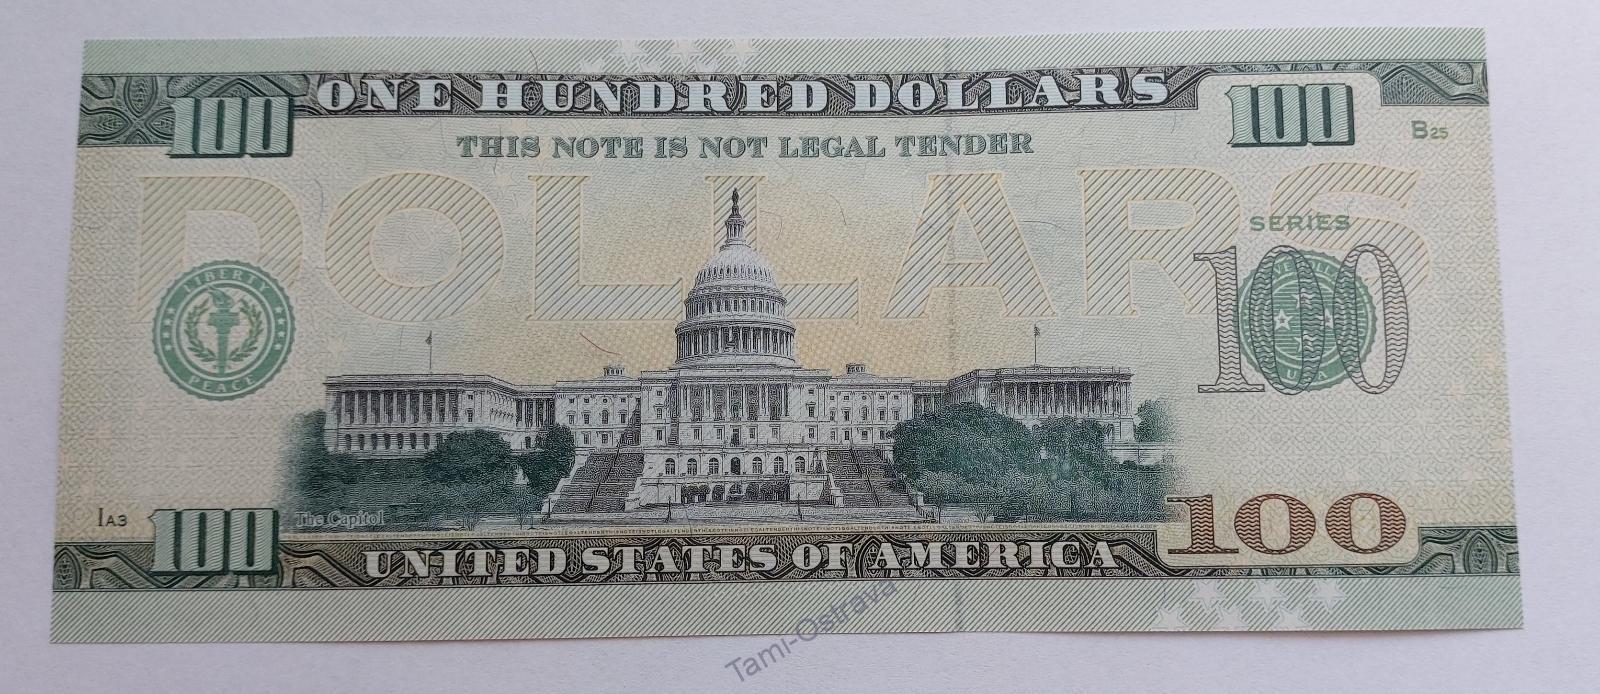 ONE HUNDRED DOLLARS
100
100
B25
THIS NOTE IS NOT LEGAL TENDER
DOLLARS
SERIES
100
LIBERTY
PEACE
USA
IA3
The Capitol
100
100
UNITED STATES OF AMERICA
Tami-Ostrava